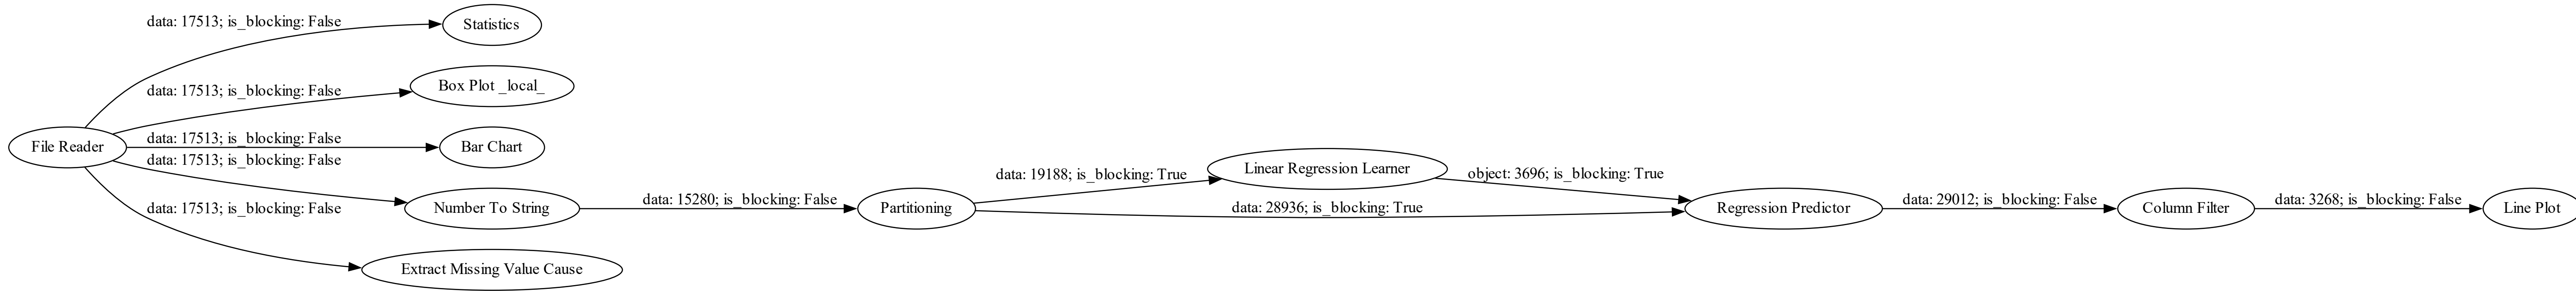 data: 17513; is_blocking: False
Statistics
data: 17513; is_blocking: False
Box Plot _local_
File Reader
data: 17513; is_blocking: False
Bar Chart
data: 17513; is_blocking: False
Number To String
data: 17513; is_blocking: False
Extract Missing Value Cause
data: 15280; is_blocking: False
Partitioning
data: 19188; is_blocking: True
Linear Regression Learner
object: 3696; is_blocking: True
data: 28936; is_blocking: True
Regression Predictor
data: 29012; is_blocking: False
Column Filter
data: 3268; is_blocking: False
Line Plot